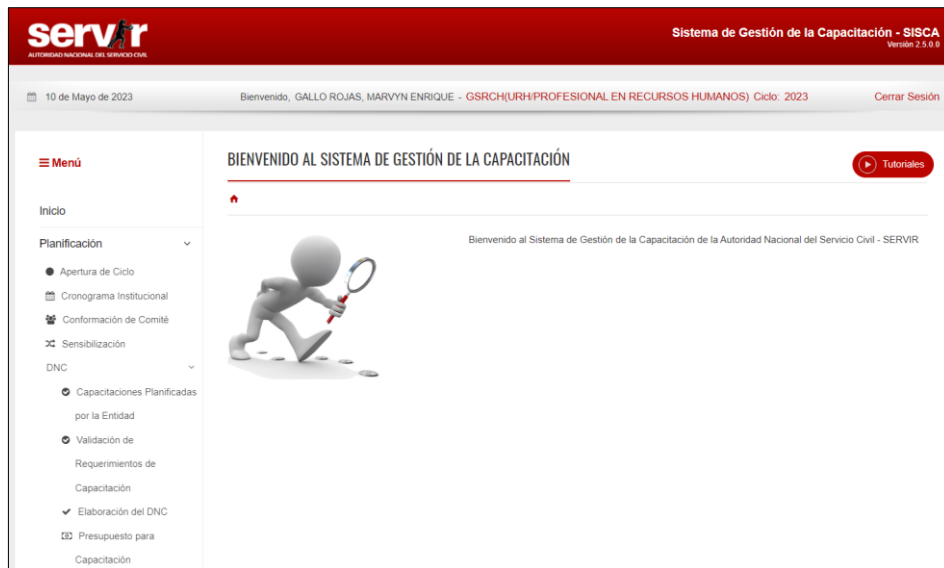 servir
AUTORIDAD NACIONAL DEL SERVICIO CIVIL
Sistema de Gestión de la Capacitación - SISCA
Versión 2.5.0.0
10 de Mayo de 2023
Bienvenido, GALLO ROJAS, MARVYN ENRIQUE - GSRCH(URH/PROFESIONAL EN RECURSOS HUMANOS) Ciclo: 2023
Cerrar Sesión
Menú
BIENVENIDO AL SISTEMA DE GESTIÓN DE LA CAPACITACIÓN
Tutoriales
Inicio
Bienvenido al Sistema de Gestión de la Capacitación de la Autoridad Nacional del Servicio Civil - SERVIR
Planificación
Apertura de Ciclo
Cronograma Institucional
Conformación de Comité
Sensibilización
DNC
Capacitaciones Planificadas
por la Entidad
Validación de
Requerimientos de
Capacitación
Elaboración del DNC
Presupuesto para
Capacitación